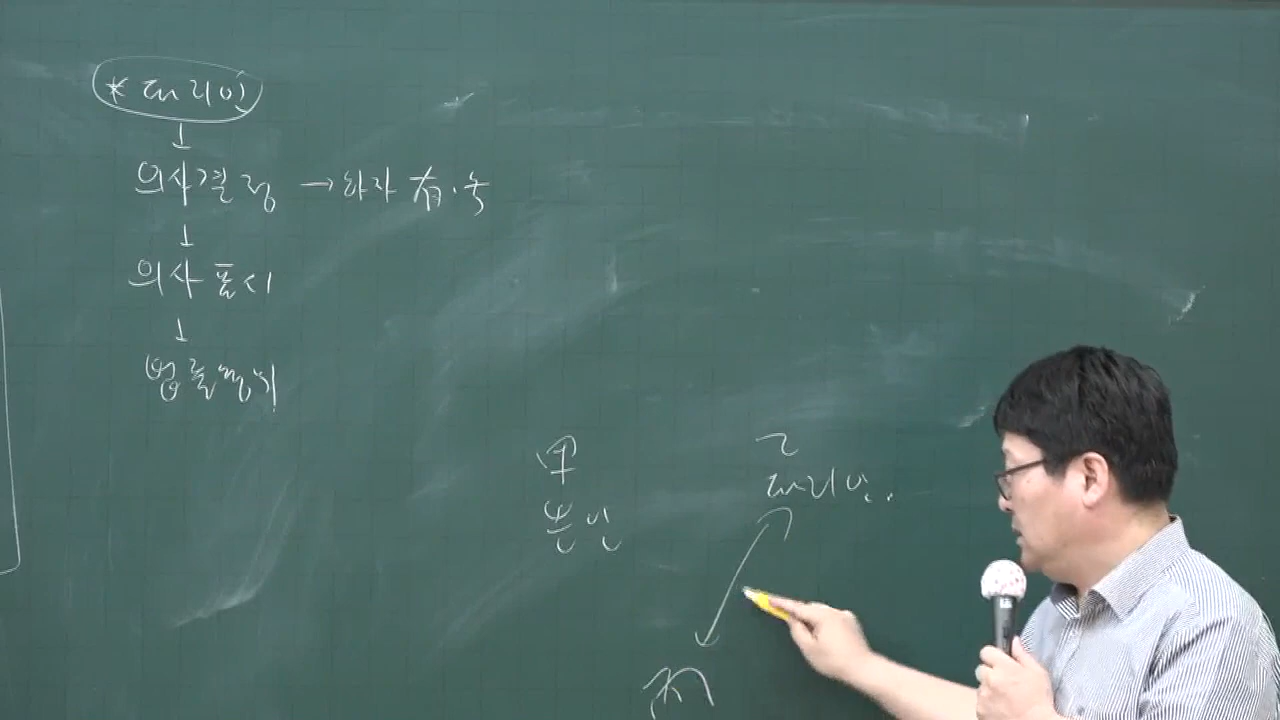 * 대리인
↓
의사결정 → 하자 有·무
↓
의사표시
↓
법률행위
甲
본인
乙
대리인.
丙